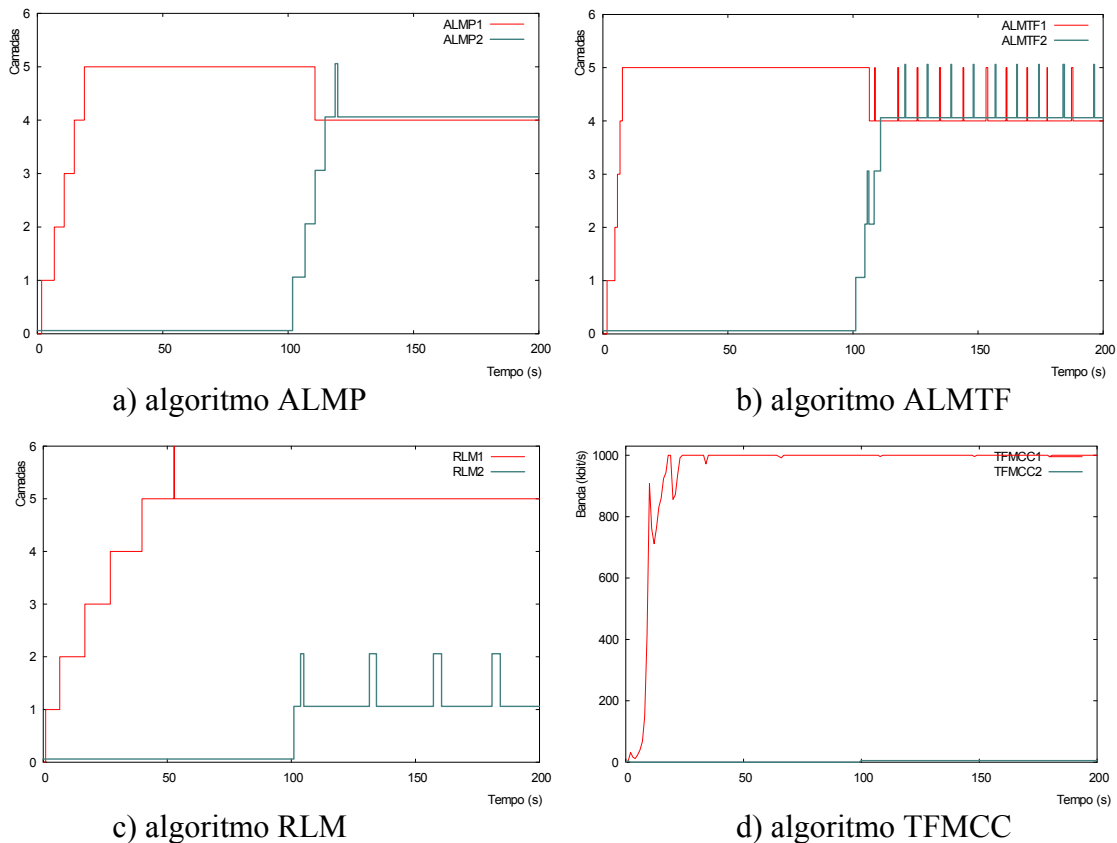 6
5
4
3
2
1
0
Camadas
ALMP1
ALMP2
0 50 100 150 200
Tempo (s)
a) algoritmo ALMP
6
5
4
3
2
1
0
Camadas
ALMTF1
ALMTF2
0 50 100 150 200
Tempo (s)
b) algoritmo ALMTF
6
5
4
3
2
1
0
Camadas
RLM1
RLM2
0 50 100 150 200
Tempo (s)
c) algoritmo RLM
1000
800
600
400
200
0
Banda (kbit/s)
TFMCC1
TFMCC2
0 50 100 150 200
Tempo (s)
d) algoritmo TFMCC